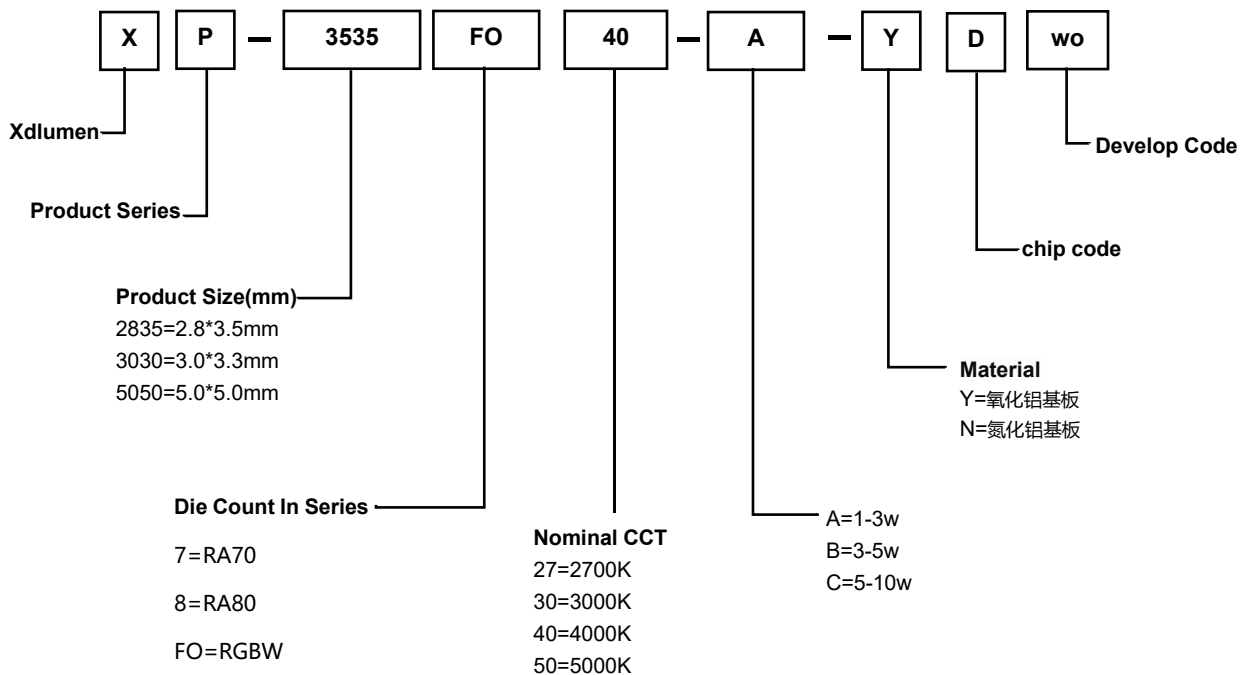 X P - 3535 FO 40 - A - Y D wo
Xdlumen
Develop Code
Product Series
chip code
Product Size(mm)
2835=2.8*3.5mm
3030=3.0*3.3mm
5050=5.0*5.0mm
Material
Y=氧化铝基板
N=氮化铝基板
Die Count In Series
7=RA70
8=RA80
FO=RGBW
Nominal CCT
27=2700K
30=3000K
40=4000K
50=5000K
A=1-3w
B=3-5w
C=5-10w